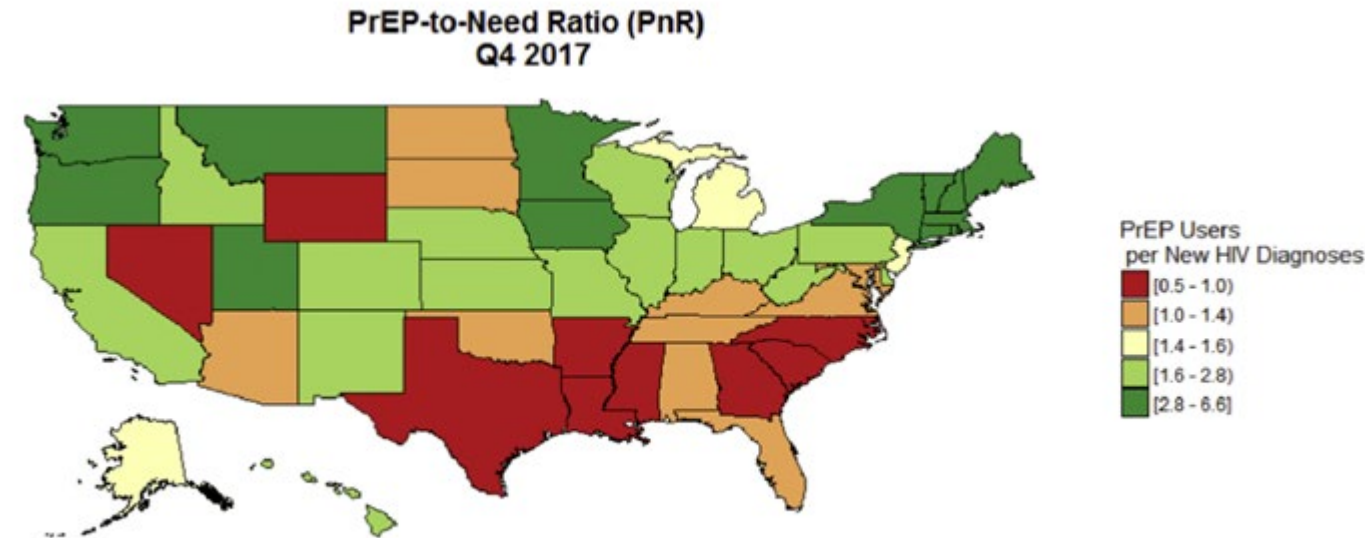 PrEP-to-Need Ratio (PnR)
Q4 2017
PrEP Users
per New HIV Diagnoses
[0.5 - 1.0)
[1.0 - 1.4)
[1.4 - 1.6)
[1.6 - 2.8)
[2.8 - 6.6]